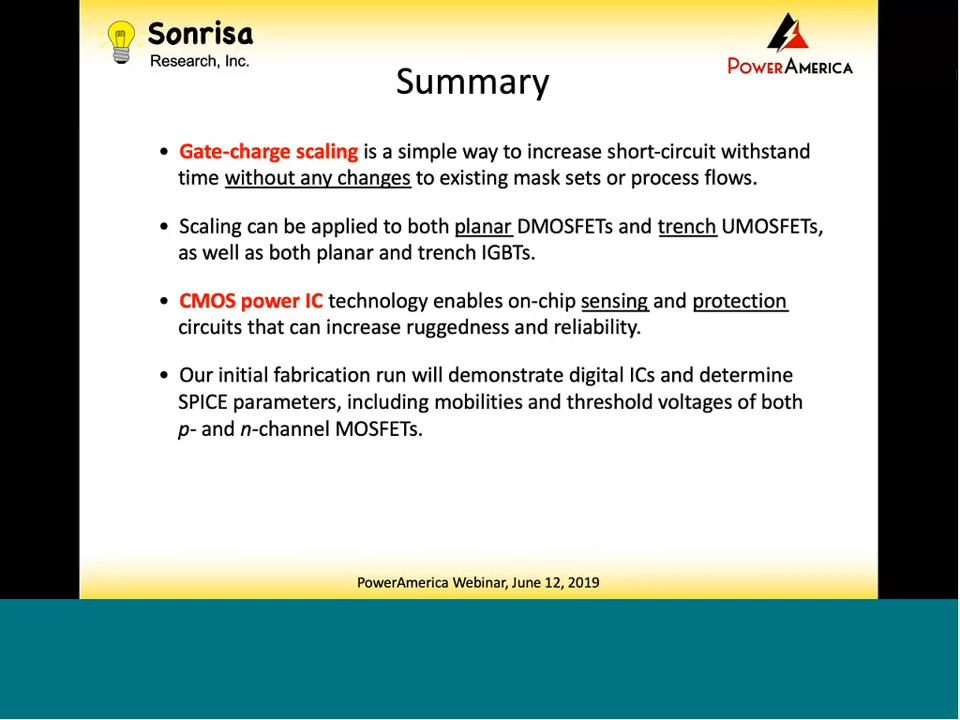 Sonrisa
Research, Inc.
POWERAMERICA
Summary
• Gate-charge scaling is a simple way to increase short-circuit withstand
time without any changes to existing mask sets or process flows.
• Scaling can be applied to both planar DMOSFETs and trench UMOSFETs,
as well as both planar and trench IGBTs.
• CMOS power IC technology enables on-chip sensing and protection
circuits that can increase ruggedness and reliability.
• Our initial fabrication run will demonstrate digital ICs and determine
SPICE parameters, including mobilities and threshold voltages of both
p- and n-channel MOSFETs.
PowerAmerica Webinar, June 12, 2019